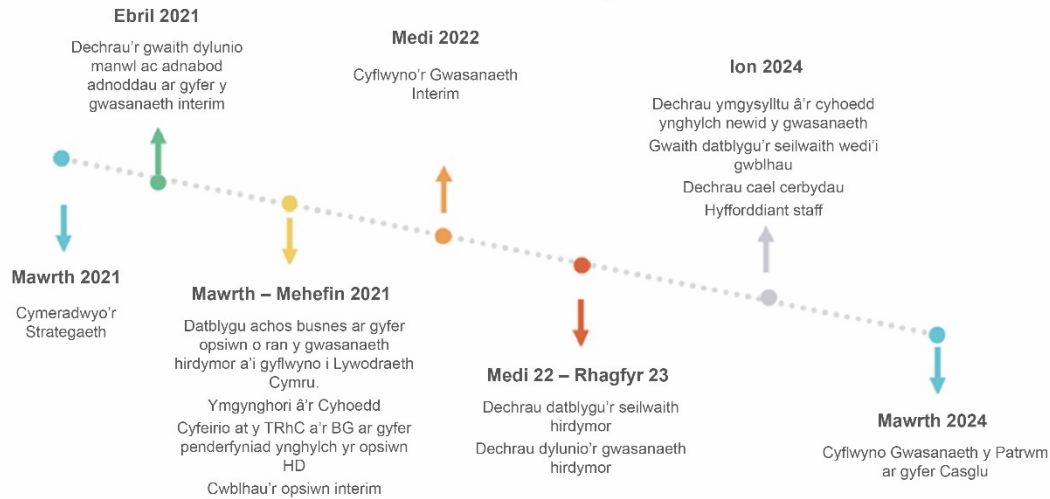 Ebril 2021
Dechrau'r gwaith dylunio
manwl ac adnabod
adnoddau ar gyfer y
gwasanaeth interim
Medi 2022
Cyflwyno'r Gwasanaeth
Interim
Ion 2024
Dechrau ymgysylltu â'r cyhoedd
ynghylch newid y gwasanaeth
Gwaith datblygu'r seilwaith wedi'i
gwblhau
Dechrau cael cerbydau
Hyfforddiant staff
Mawrth 2021
Cymeradwyo'r
Strategaeth
Mawrth – Mehefin 2021
Datblygu achos busnes ar gyfer
opsiwn o ran y gwasanaeth
hirdymor a'i gyflwyno i Lywodraeth
Cymru.
Ymgynghori â'r Cyhoedd
Cyfeirio at y TRhC a'r BG ar gyfer
penderfyniad ynghylch yr opsiwn
HD
Cwblhau'r opsiwn interim
Medi 22 – Rhagfyr 23
Dechrau datblygu'r seilwaith
hirdymor
Dechrau dylunio'r gwasanaeth
hirdymor
Mawrth 2024
Cyflwyno Gwasanaeth y Patrwm
ar gyfer Casglu